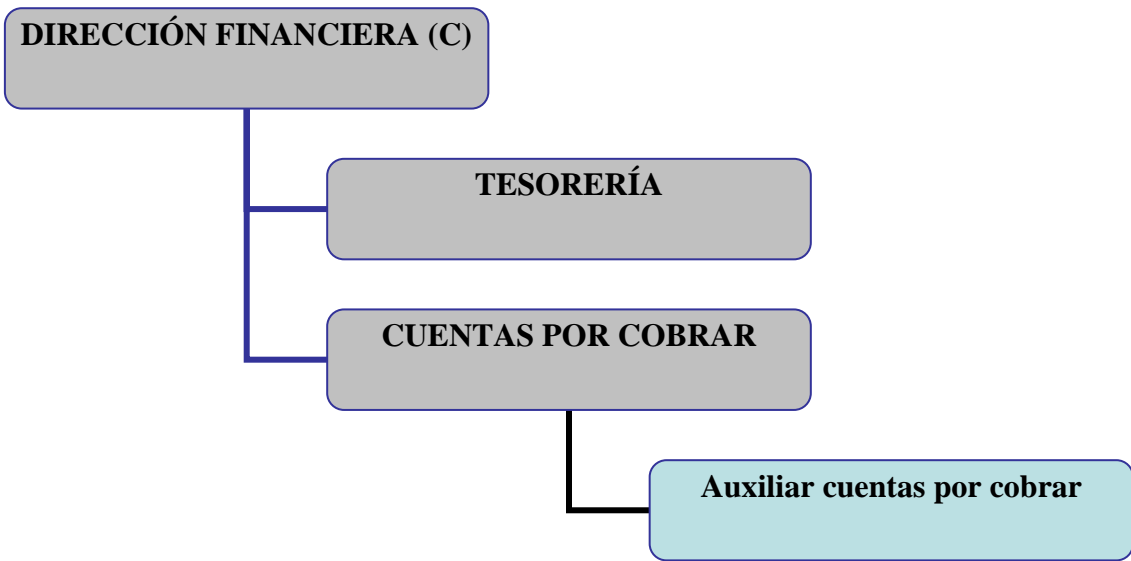 DIRECCIÓN FINANCIERA (C)
TESORERÍA
CUENTAS POR COBRAR
Auxiliar cuentas por cobrar